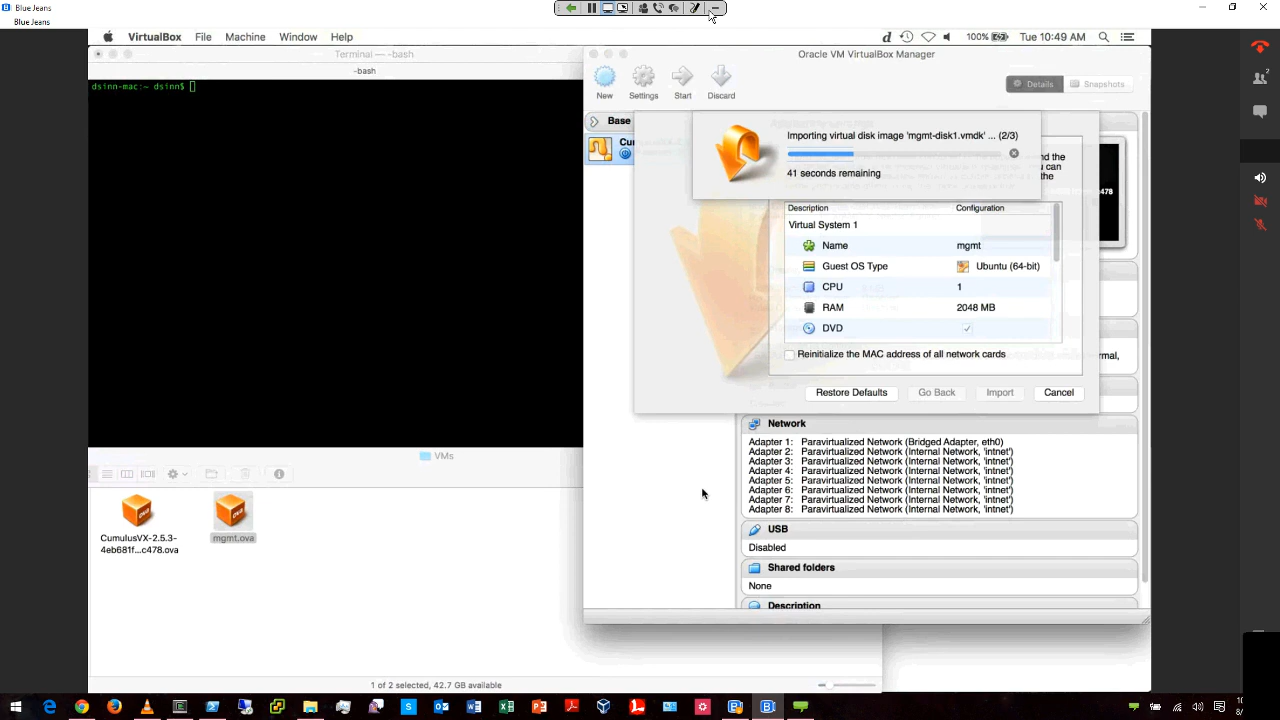 Blue Jeans
Blue Jeans
VirtualBox File Machine Window Help
100% Tue 10:49 AM
Terminal — -bash
-bash
dsinn-mac:~ dsinn$
Oracle VM VirtualBox Manager
New Settings Start Discard
Details Snapshots
Base
Importing virtual disk image 'mgmt-disk1.vmdk' ... (2/3)
41 seconds remaining
Description Configuration
Virtual System 1
Name mgmt
Guest OS Type Ubuntu (64-bit)
CPU 1
RAM 2048 MB
DVD
Reinitialize the MAC address of all network cards
Restore Defaults Go Back Import Cancel
Network
Adapter 1: Paravirtualized Network (Bridged Adapter, eth0)
Adapter 2: Paravirtualized Network (Internal Network, 'intnet')
Adapter 3: Paravirtualized Network (Internal Network, 'intnet')
Adapter 4: Paravirtualized Network (Internal Network, 'intnet')
Adapter 5: Paravirtualized Network (Internal Network, 'intnet')
Adapter 6: Paravirtualized Network (Internal Network, 'intnet')
Adapter 7: Paravirtualized Network (Internal Network, 'intnet')
Adapter 8: Paravirtualized Network (Internal Network, 'intnet')
USB
Disabled
Shared folders
None
Description
VMs
CumulusVX-2.5.3-
4eb681f...c478.ova
mgmt.ova
1 of 2 selected, 42.7 GB available